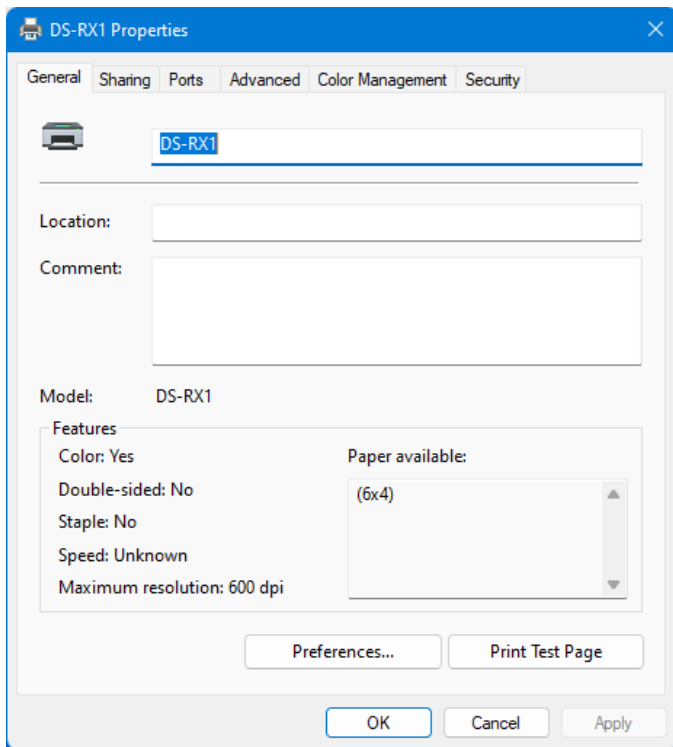 DS-RX1 Properties
General Sharing Ports Advanced Color Management Security
DS-RX1
Location:
Comment:
Model: DS-RX1
Features
Color: Yes Paper available:
Double-sided: No (6x4)
Staple: No
Speed: Unknown
Maximum resolution: 600 dpi
Preferences... Print Test Page
OK Cancel Apply